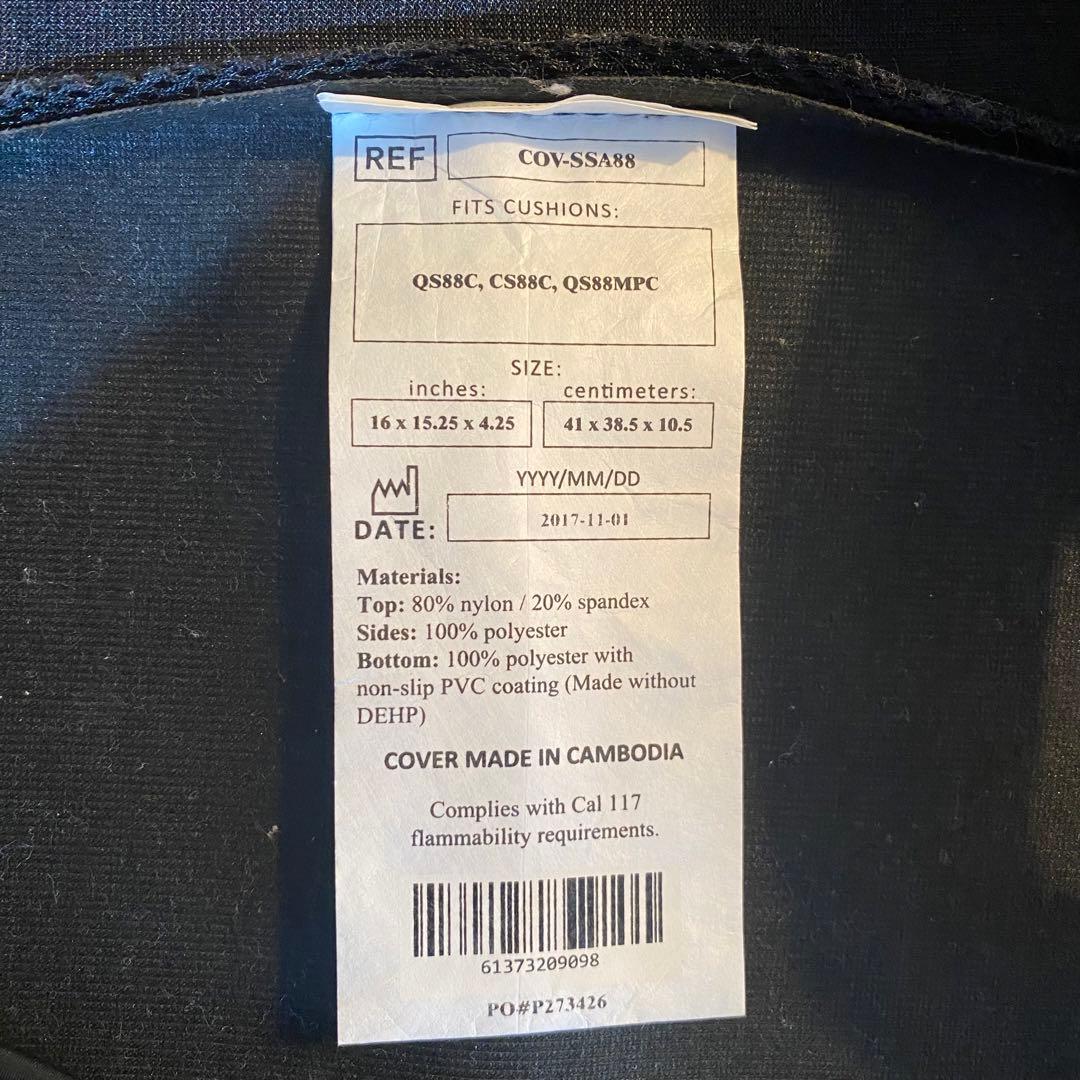 REF COV-SSA88
FITS CUSHIONS:
QS88C, CS88C, QS88MPC
SIZE:
inches: centimeters:
16 x 15.25 x 4.25 41 x 38.5 x 10.5
YYYY/MM/DD
DATE: 2017-11-01
Materials:
Top: 80% nylon / 20% spandex
Sides: 100% polyester
Bottom: 100% polyester with
non-slip PVC coating (Made without
DEHP)
COVER MADE IN CAMBODIA
Complies with Cal 117
flammability requirements.
61373209098
PO#P273426